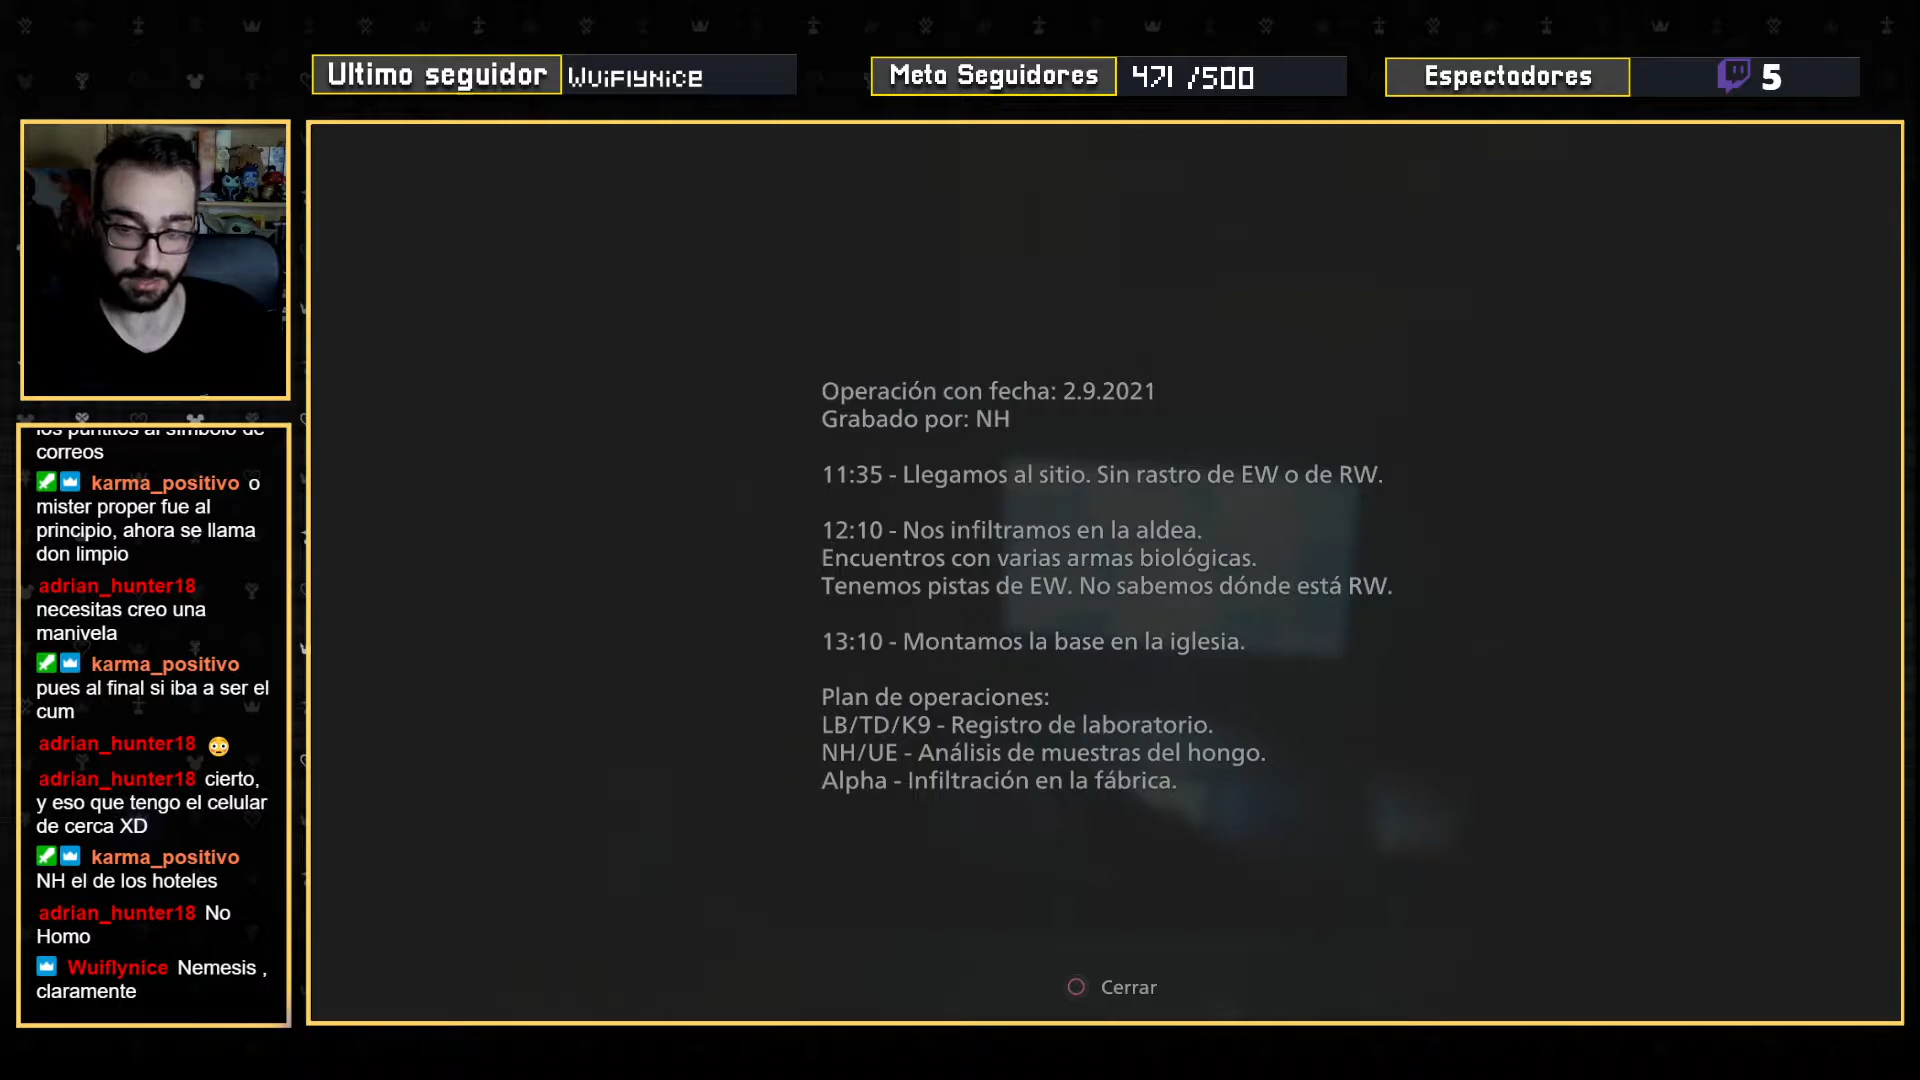 Ultimo seguidor WuiFlyNice
Meta Seguidores 471 /500
Espectadores 5
los puntitos al simbolo de
correos
karma_positivo o
mister proper fue al
principio, ahora se llama
don limpio
adrian_hunter18
necesitas creo una
manivela
karma_positivo
pues al final si iba a ser el
cum
adrian_hunter18
adrian_hunter18 cierto,
y eso que tengo el celular
de cerca XD
karma_positivo
NH el de los hoteles
adrian_hunter18 No
Homo
Wuiflynice Nemesis ,
claramente
Operación con fecha: 2.9.2021
Grabado por: NH
11:35 - Llegamos al sitio. Sin rastro de EW o de RW.
12:10 - Nos infiltramos en la aldea.
Encuentros con varias armas biológicas.
Tenemos pistas de EW. No sabemos dónde está RW.
13:10 - Montamos la base en la iglesia.
Plan de operaciones:
LB/TD/K9 - Registro de laboratorio.
NH/UE - Análisis de muestras del hongo.
Alpha - Infiltración en la fábrica.
Cerrar